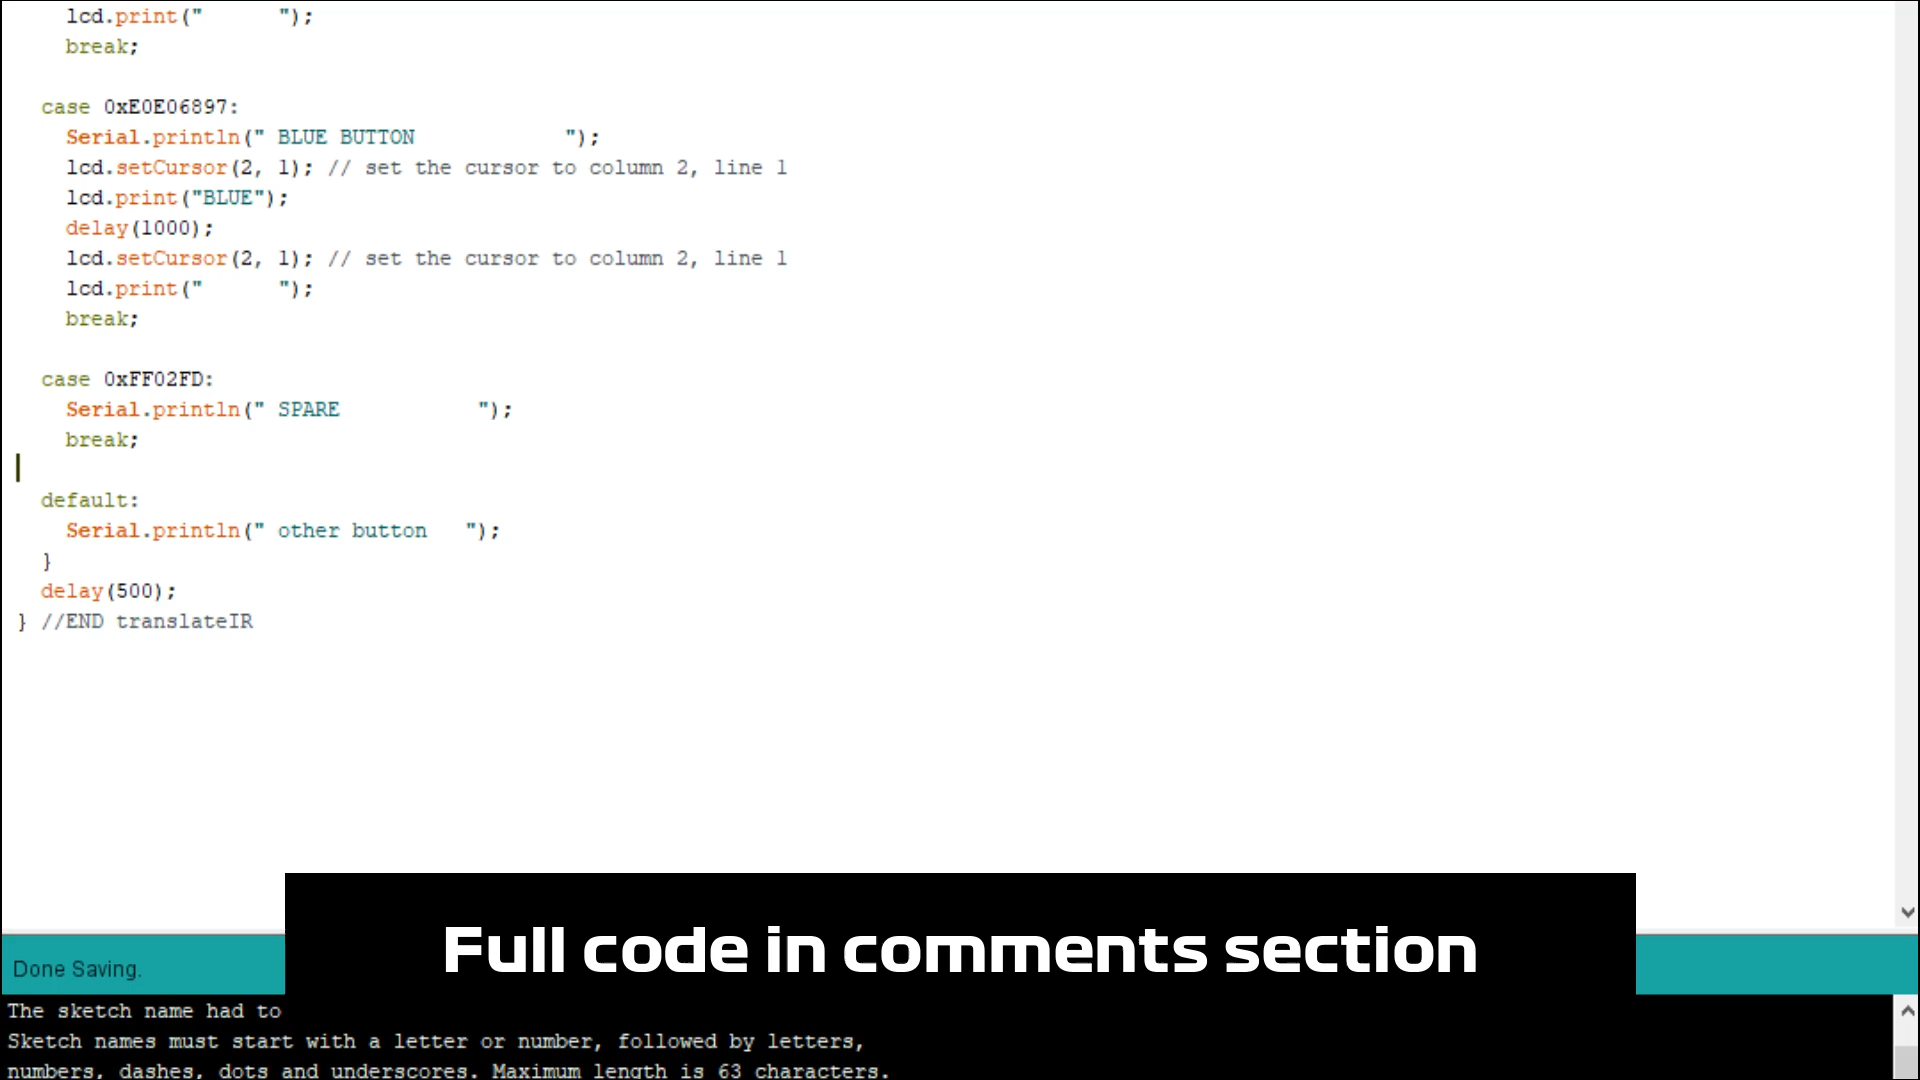 lcd.print("      ");
break;
case 0xE0E06897:
Serial.println(" BLUE BUTTON            ");
lcd.setCursor(2, 1); // set the cursor to column 2, line 1
lcd.print("BLUE");
delay(1000);
lcd.setCursor(2, 1); // set the cursor to column 2, line 1
lcd.print("      ");
break;
case 0xFF02FD:
Serial.println(" SPARE           ");
break;
default:
Serial.println(" other button   ");
}
delay(500);
} //END translateIR
Full code in comments section
Done Saving.
The sketch name had to
Sketch names must start with a letter or number, followed by letters,
numbers, dashes, dots and underscores. Maximum length is 63 characters.